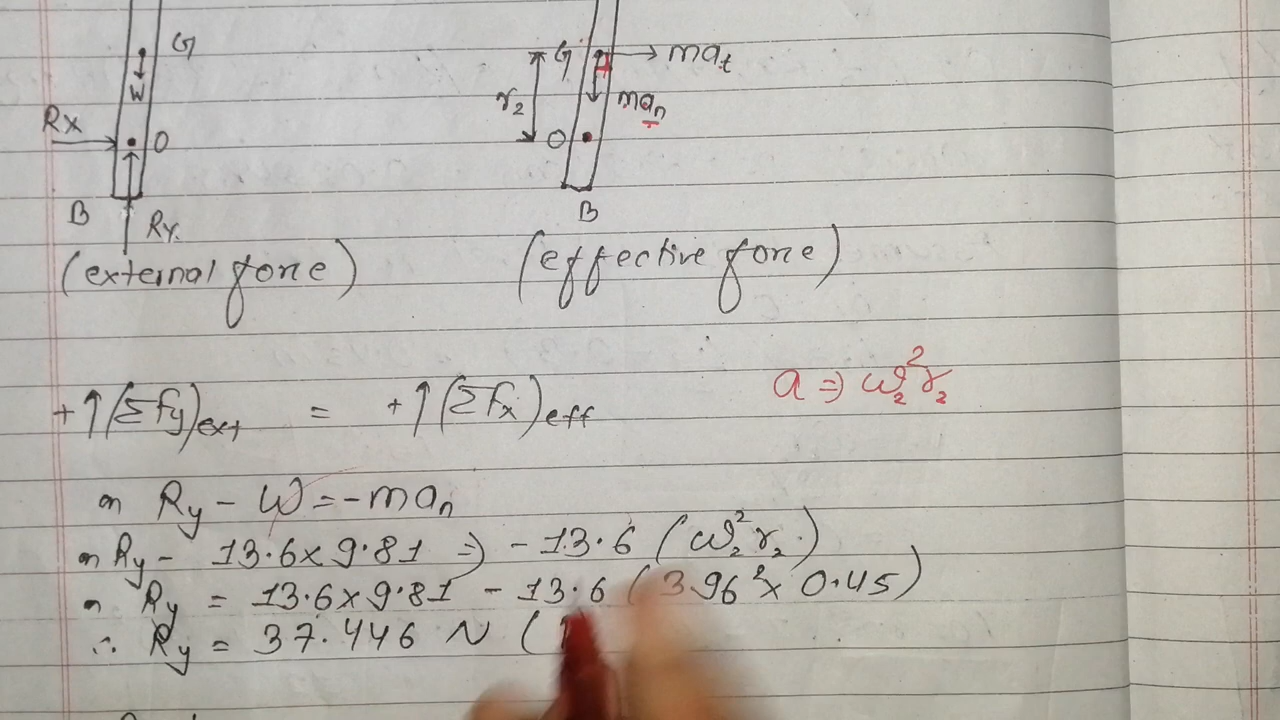 G
W
Rx
O
B
Ry.
(external force)
G
mat
r2
man
O
B
(effective force)
+↑(ΣFy)ext = +↑(ΣFx)eff
a ⇒ ω₂²r₂
Ry - W = -man
Ry - 13.6×9.81 ⇒ -13.6 (ω₂²r₂)
Ry = 13.6×9.81 - 13.6 (3.96²× 0.45)
∴ Ry = 37.446 N (